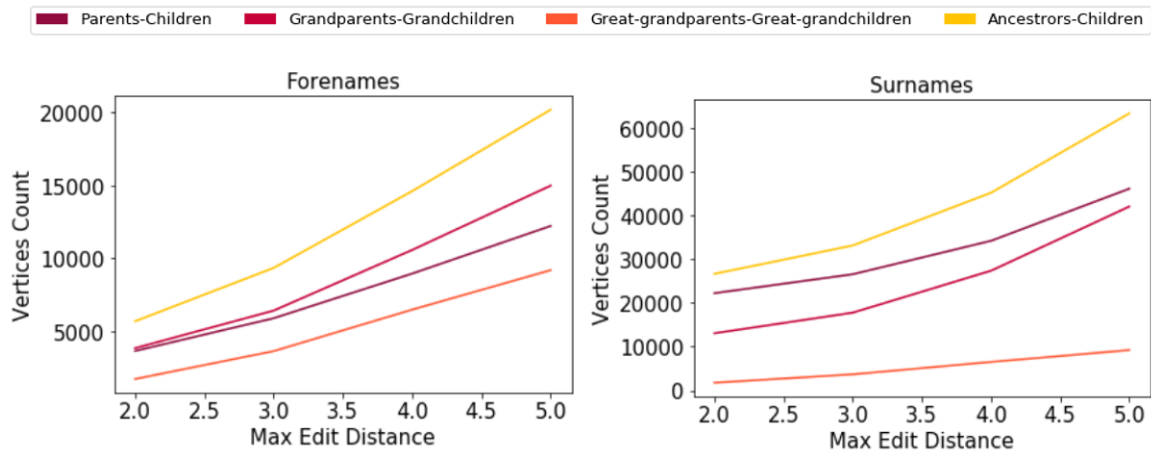 Parents-Children Grandparents-Grandchildren Great-grandparents-Great-grandchildren Ancestrors-Children
Forenames
20000
15000
10000
5000
Vertices Count
2.0 2.5 3.0 3.5 4.0 4.5 5.0
Max Edit Distance
Surnames
60000
50000
40000
30000
20000
10000
0
Vertices Count
2.0 2.5 3.0 3.5 4.0 4.5 5.0
Max Edit Distance